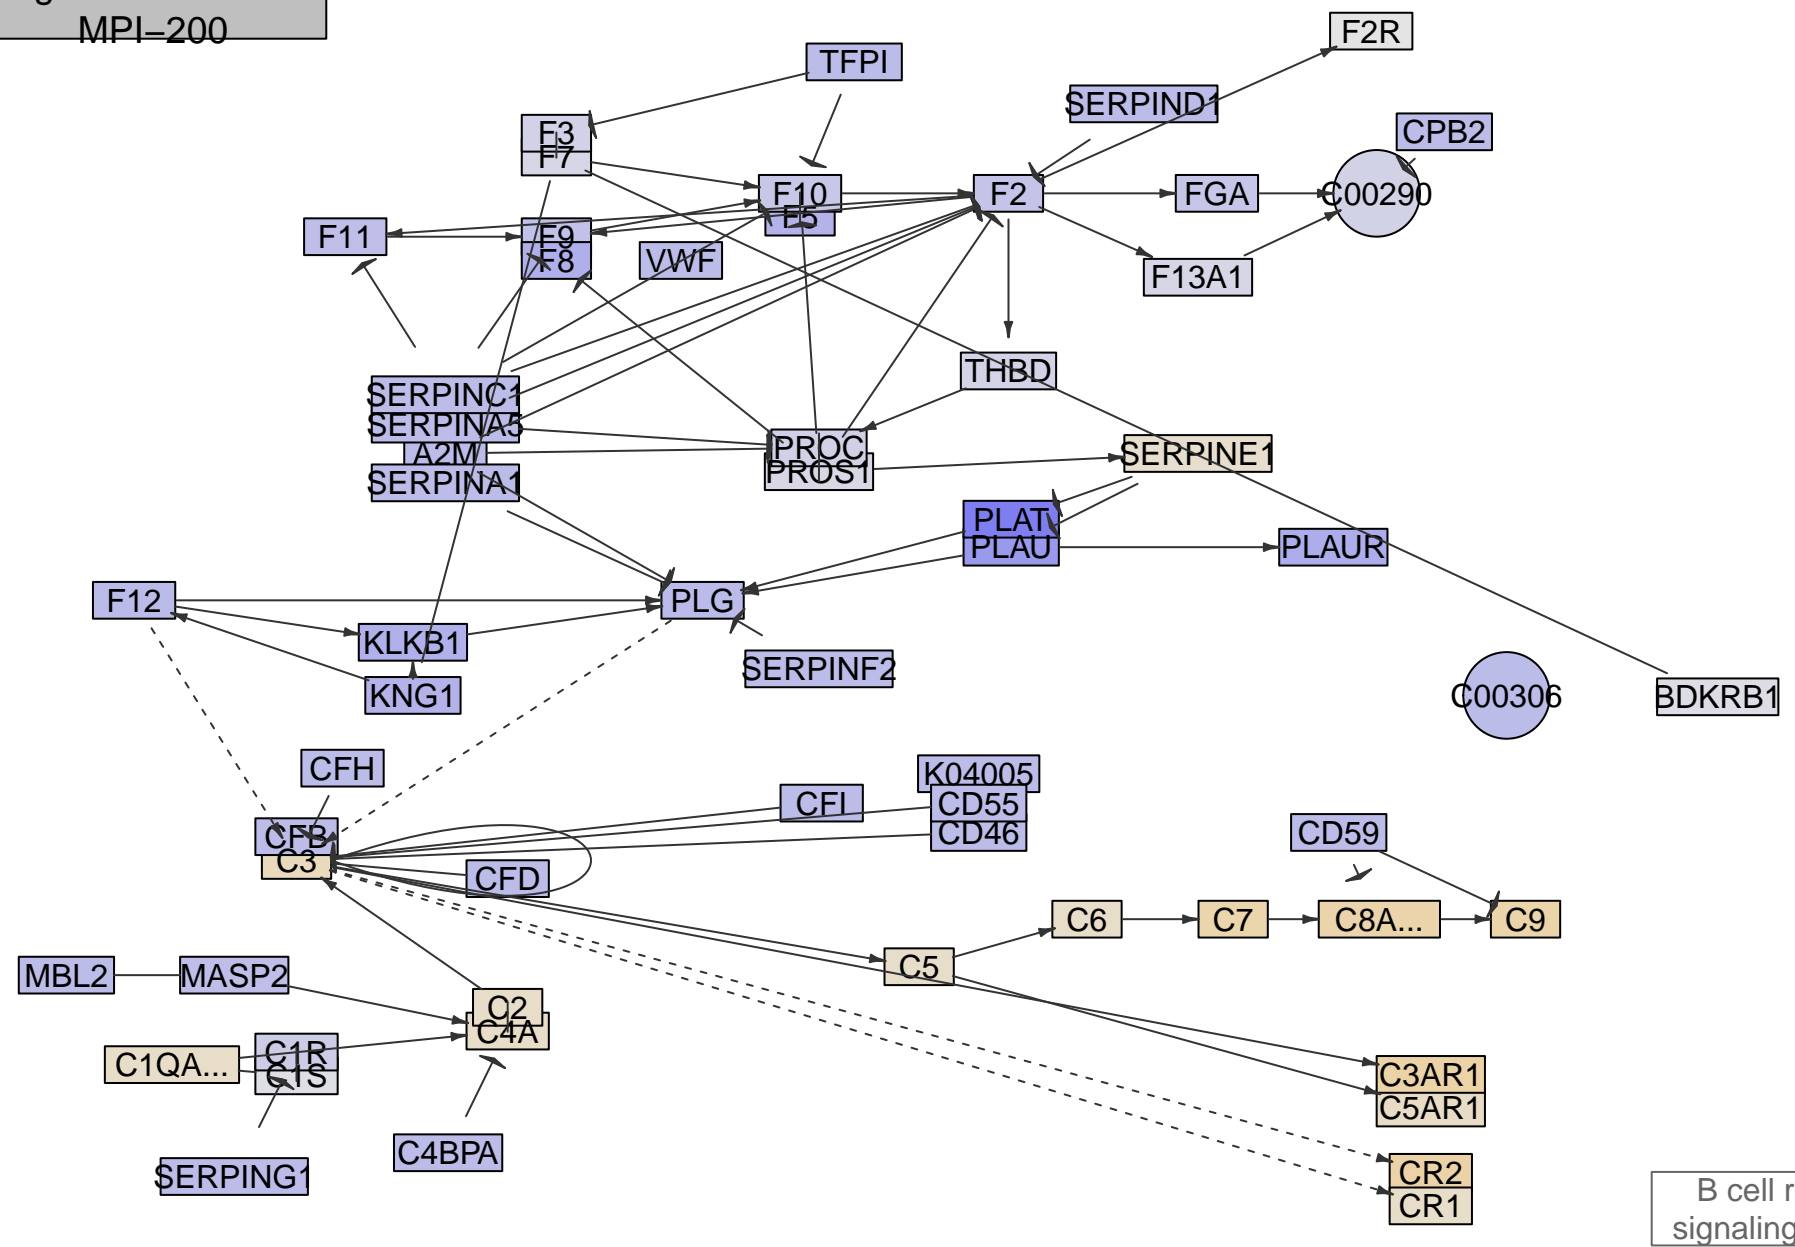 MPI−200
F2R
TFPI
SERPIND1
CPB2
F3
F7
F10
F5
F2
FGA
C00290
F11
F9
F8
VWF
F13A1
THBD
SERPINC1
SERPINA5
A2M
SERPINA1
PROC
PROS1
SERPINE1
PLAT
PLAU
PLAUR
F12
PLG
KLKB1
SERPINF2
KNG1
C00306
BDKRB1
CFH
K04005
CFI
CD55
CD46
CFB
C3
CD59
CFD
C6
C7
C8A...
C9
C5
MBL2
MASP2
C2
C4A
C1QA...
C1R
C1S
C3AR1
C5AR1
C4BPA
SERPING1
CR2
CR1
B cell r
signaling